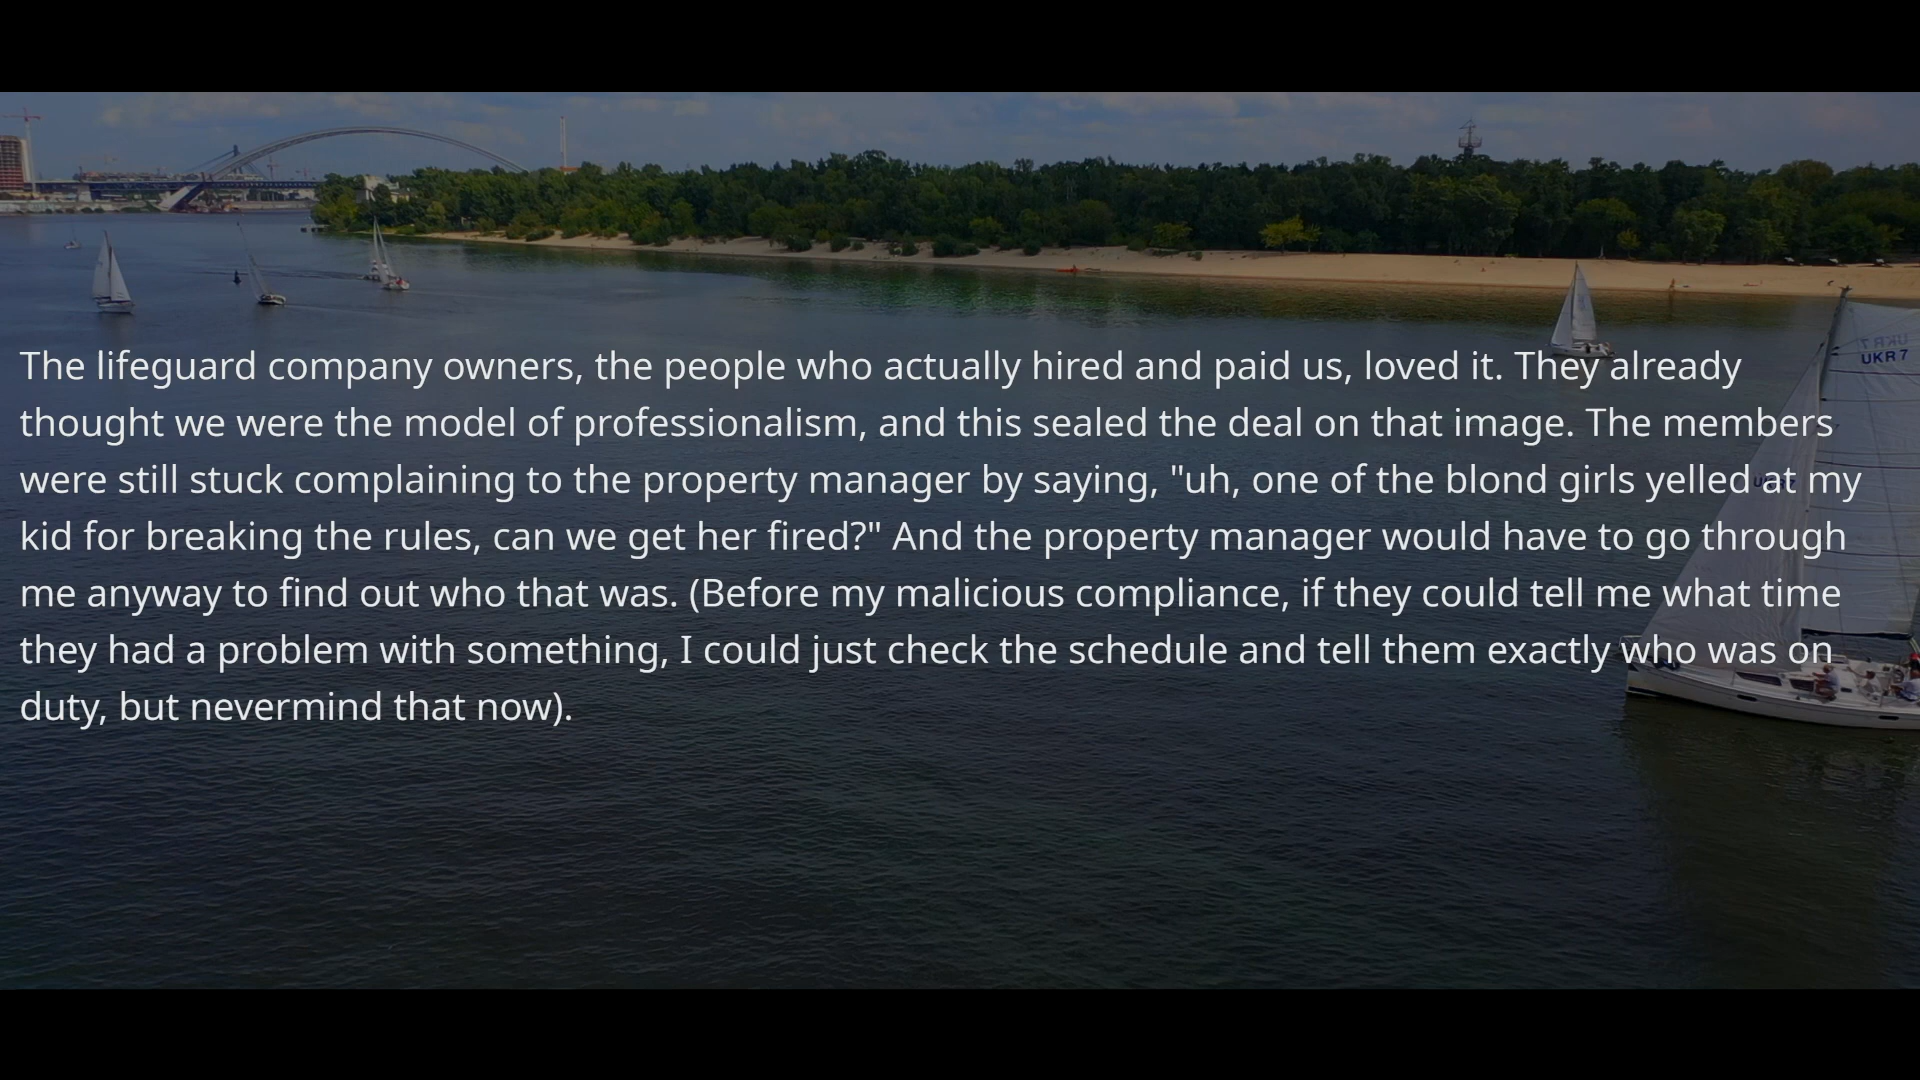 The lifeguard company owners, the people who actually hired and paid us, loved it. They already
thought we were the model of professionalism, and this sealed the deal on that image. The members
were still stuck complaining to the property manager by saying, "uh, one of the blond girls yelled at my
kid for breaking the rules, can we get her fired?" And the property manager would have to go through
me anyway to find out who that was. (Before my malicious compliance, if they could tell me what time
they had a problem with something, I could just check the schedule and tell them exactly who was on
duty, but nevermind that now).
UKR 7